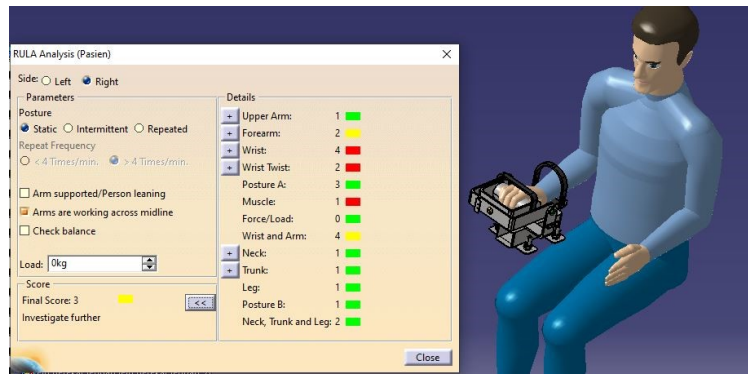 RULA Analysis (Pasien)
Side: Left Right
Parameters
Posture
Static Intermittent Repeated
Repeat Frequency
< 4 Times/min. > 4 Times/min.
Arm supported/Person leaning
Arms are working across midline
Check balance
Load: 0kg
Score
Final Score: 3
<<
Investigate further
Details
+ Upper Arm: 1
+ Forearm: 2
+ Wrist: 4
+ Wrist Twist: 2
Posture A: 3
Muscle: 1
Force/Load: 0
Wrist and Arm: 4
+ Neck: 1
+ Trunk: 1
Leg: 1
Posture B: 1
Neck, Trunk and Leg: 2
Close